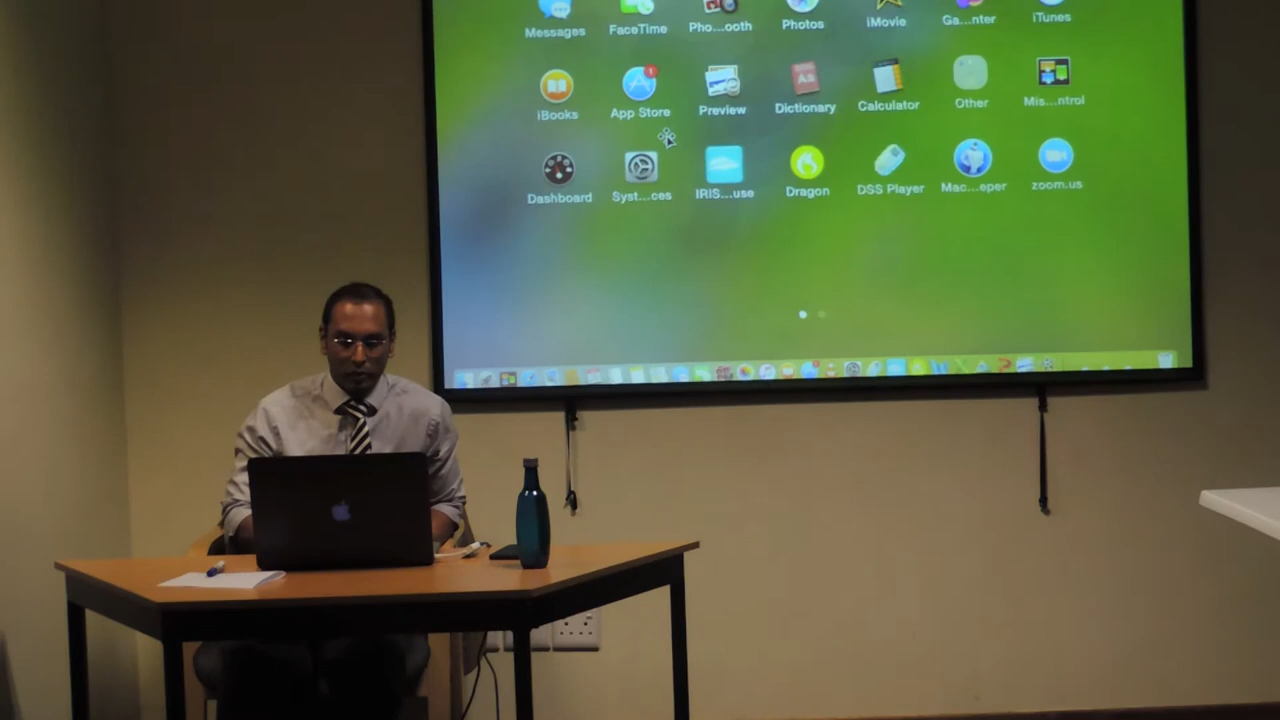 Messages FaceTime Pho...ooth Photos iMovie Ga...nter iTunes
iBooks App Store Preview Dictionary Calculator Other Mis...ntrol
Dashboard Syst...ces IRIS...use Dragon DSS Player Mac...eper zoom.us